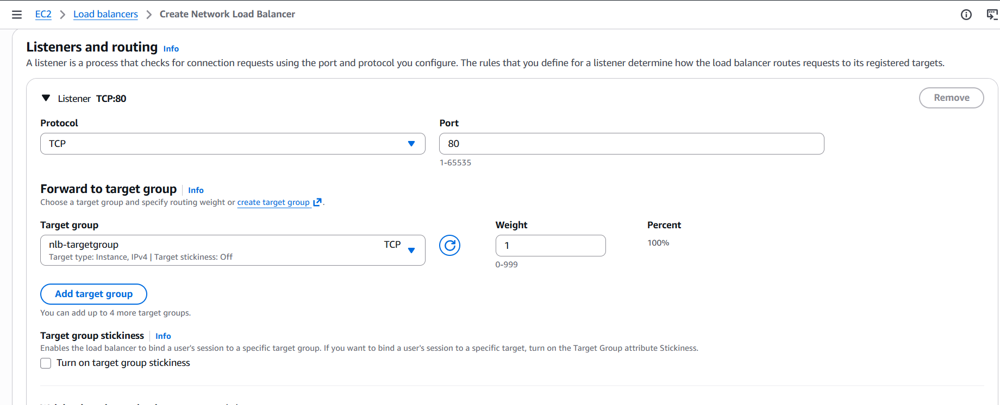 EC2 > Load balancers > Create Network Load Balancer
Listeners and routing Info
A listener is a process that checks for connection requests using the port and protocol you configure. The rules that you define for a listener determine how the load balancer routes requests to its registered targets.
Listener TCP:80
Remove
Protocol
Port
TCP
80
1-65535
Forward to target group Info
Choose a target group and specify routing weight or create target group.
Target group
Weight
Percent
nlb-targetgroup TCP
Target type: Instance, IPv4 | Target stickiness: Off
1
100%
0-999
Add target group
You can add up to 4 more target groups.
Target group stickiness Info
Enables the load balancer to bind a user's session to a specific target group. If you want to bind a user's session to a specific target, turn on the Target Group attribute Stickiness.
Turn on target group stickiness